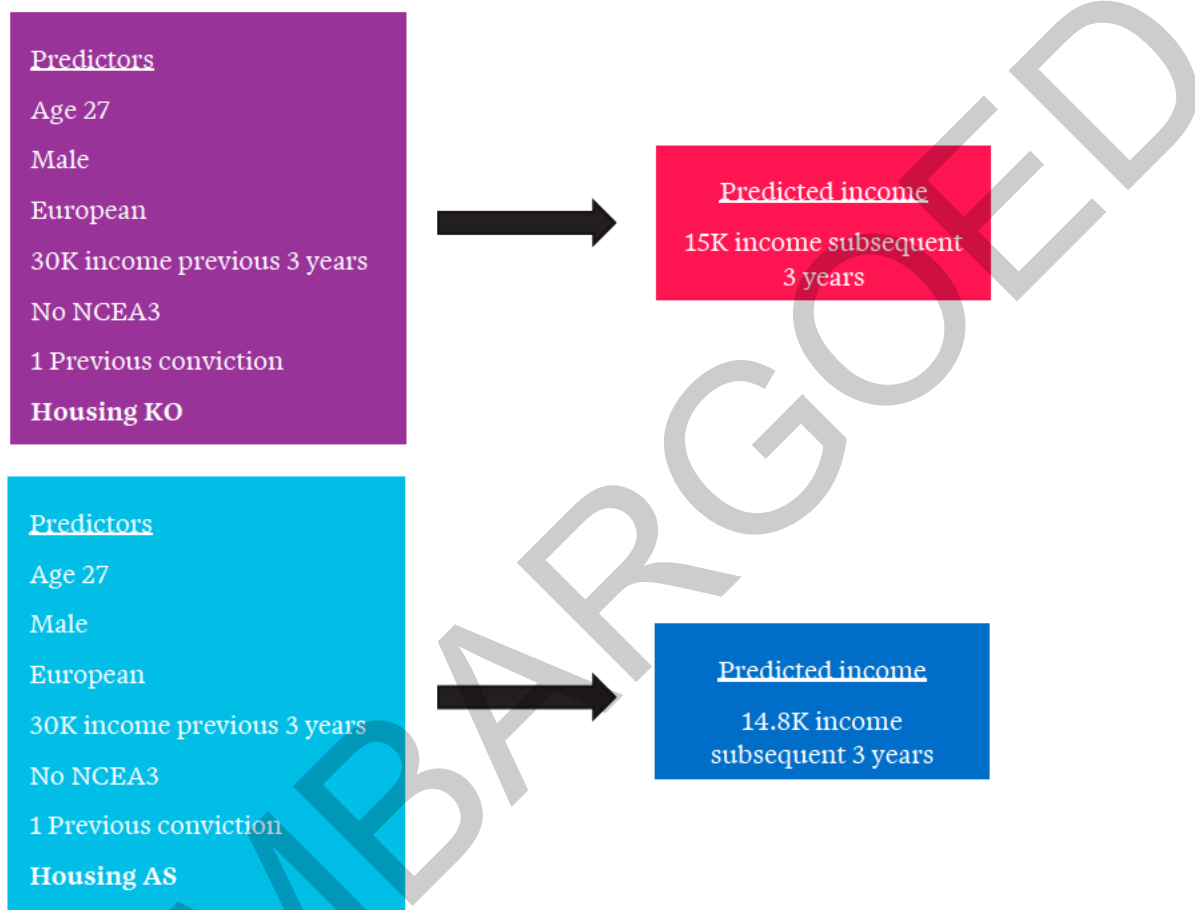 Predictors
Age 27
Male
European
30K income previous 3 years
No NCEA3
1 Previous conviction
Housing KO
Predicted income
15K income subsequent
3 years
Predictors
Age 27
Male
European
30K income previous 3 years
No NCEA3
1 Previous conviction
Housing AS
Predicted income
14.8K income
subsequent 3 years
MBARGOED